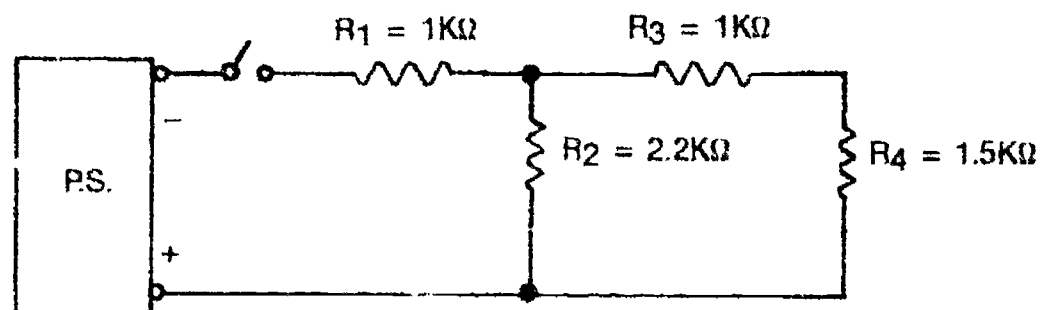 R1 = 1KΩ
R3 = 1KΩ
−
R2 = 2.2KΩ
R4 = 1.5KΩ
P.S.
+